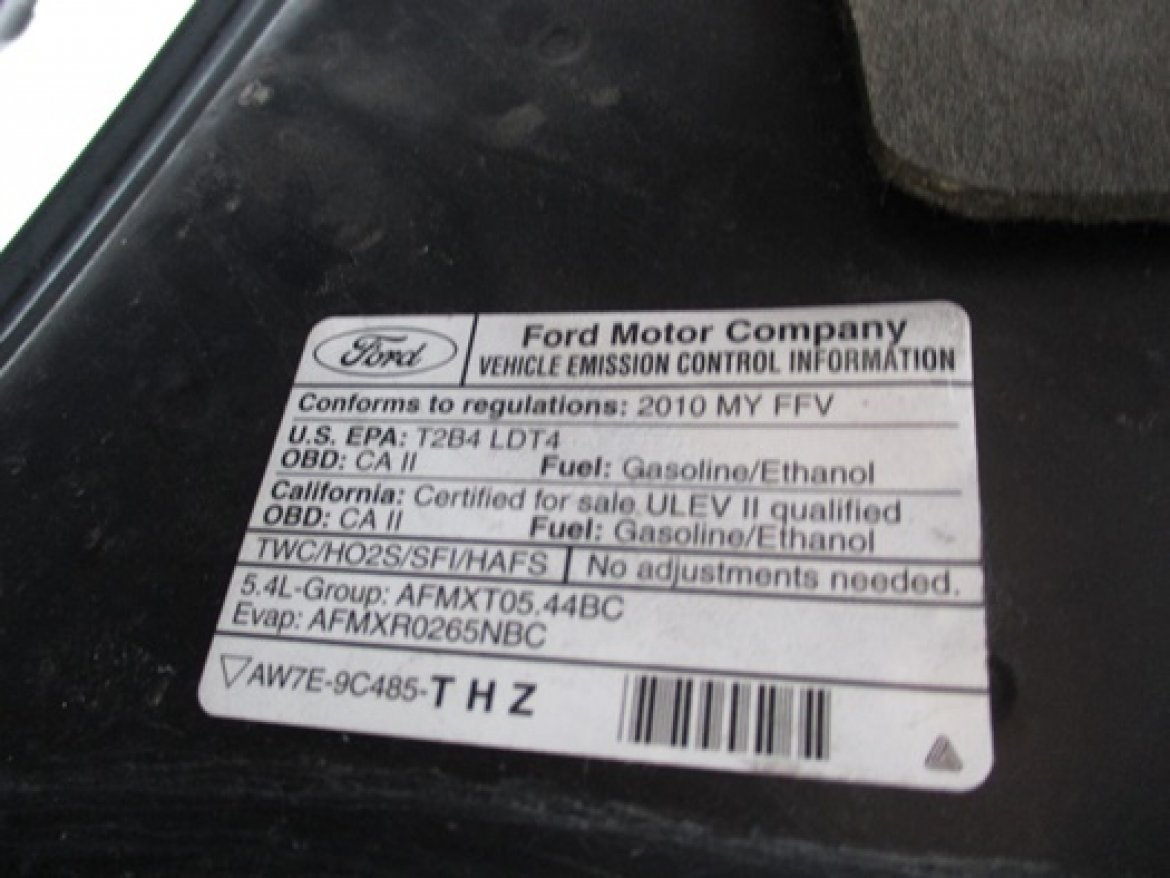 Ford
Ford Motor Company
VEHICLE EMISSION CONTROL INFORMATION
Conforms to regulations: 2010 MY FFV
U.S. EPA: T2B4 LDT4
OBD: CA II Fuel: Gasoline/Ethanol
California: Certified for sale ULEV II qualified
OBD: CA II Fuel: Gasoline/Ethanol
TWC/HO2S/SFI/HAFS No adjustments needed.
5.4L-Group: AFMXT05.44BC
Evap: AFMXR0265NBC
AW7E-9C485-T H Z